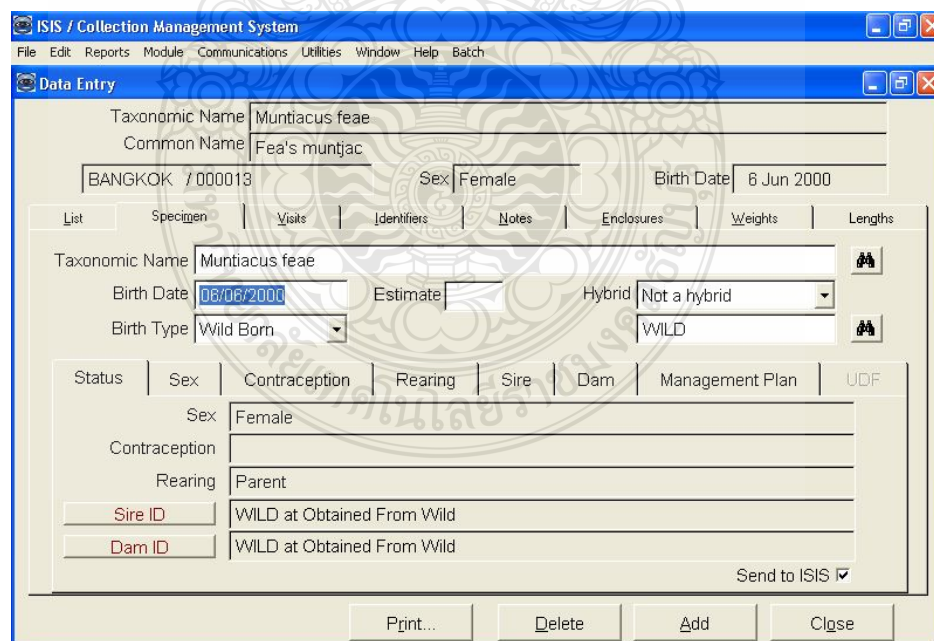 ISIS / Collection Management System
File Edit Reports Module Communications Utilities Window Help Batch
Data Entry
Taxonomic Name Muntiacus feae
Common Name Fea's muntjac
BANGKOK / 000013 Sex Female Birth Date 6 Jun 2000
List Specimen Visits Identifiers Notes Enclosures Weights Lengths
Taxonomic Name Muntiacus feae
Birth Date 06/06/2000 Estimate Hybrid Not a hybrid
Birth Type Wild Born WILD
Status Sex Contraception Rearing Sire Dam Management Plan UDF
Sex Female
Contraception
Rearing Parent
Sire ID WILD at Obtained From Wild
Dam ID WILD at Obtained From Wild
Send to ISIS
Print... Delete Add Close